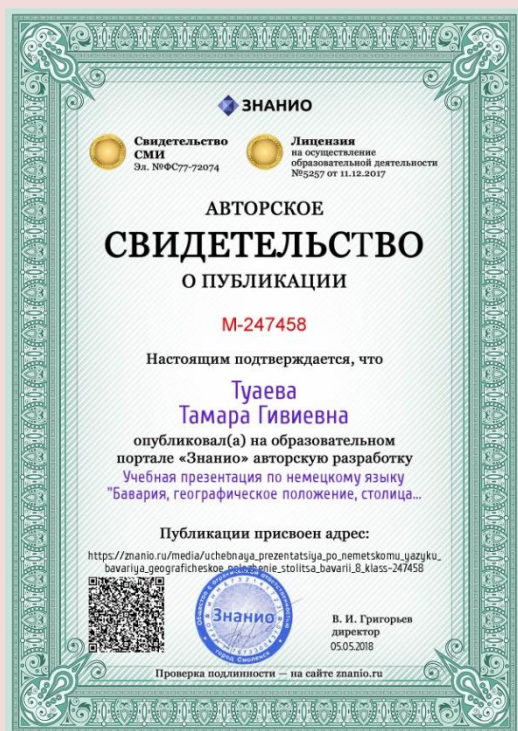 ЗНАНИО
Свидетельство
СМИ
Эл. №ФС77-72074
Лицензия
на осуществление
образовательной деятельности
№5257 от 11.12.2017
АВТОРСКОЕ
СВИДЕТЕЛЬСТВО
О ПУБЛИКАЦИИ
М-247458
Настоящим подтверждается, что
Туаева
Тамара Гивиевна
опубликовал(а) на образовательном
портале «Знанио» авторскую разработку
Учебная презентация по немецкому языку
"Бавария, географическое положение, столица...
Публикации присвоен адрес:
https://znanio.ru/media/uchebnaya_prezentatsiya_po_nemetskomu_yazyku_
bavariya_geograficheskoe_polozhenie_stolitsa_bavarii_8_klass-247458
Знанио
город Смоленск
В. И. Григорьев
директор
05.05.2018
Проверка подлинности — на сайте znanio.ru